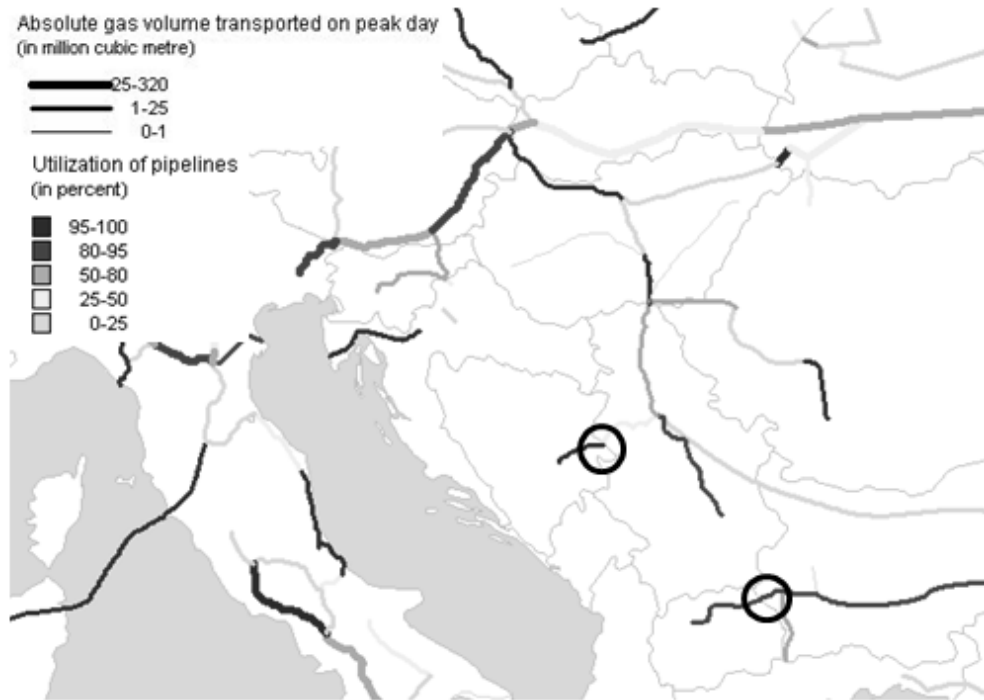 Absolute gas volume transported on peak day
(in million cubic metre)
25-320
1-25
0-1
Utilization of pipelines
(in percent)
95-100
80-95
50-80
25-50
0-25